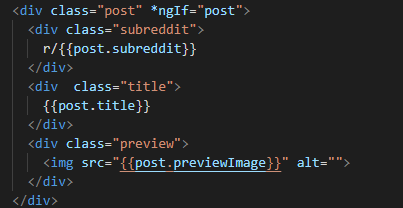 <div class="post" *ngIf="post">
  <div class="subreddit">
    r/{{post.subreddit}}
  </div>
  <div  class="title">
    {{post.title}}
  </div>
  <div class="preview">
    <img src="{{post.previewImage}}" alt="">
  </div>
</div>